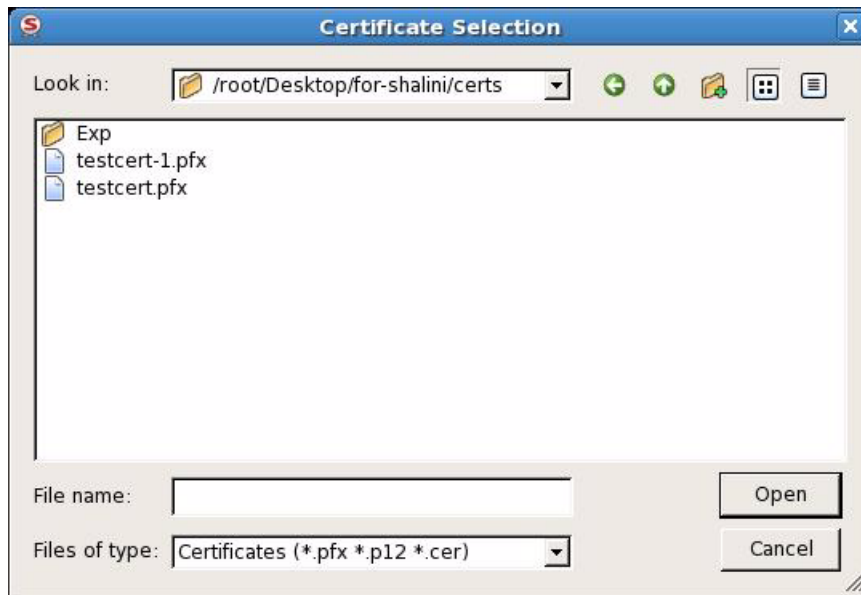 Certificate Selection
Look in: /root/Desktop/for-shalini/certs
Exp
testcert-1.pfx
testcert.pfx
File name: Open
Files of type: Certificates (*.pfx *.p12 *.cer) Cancel